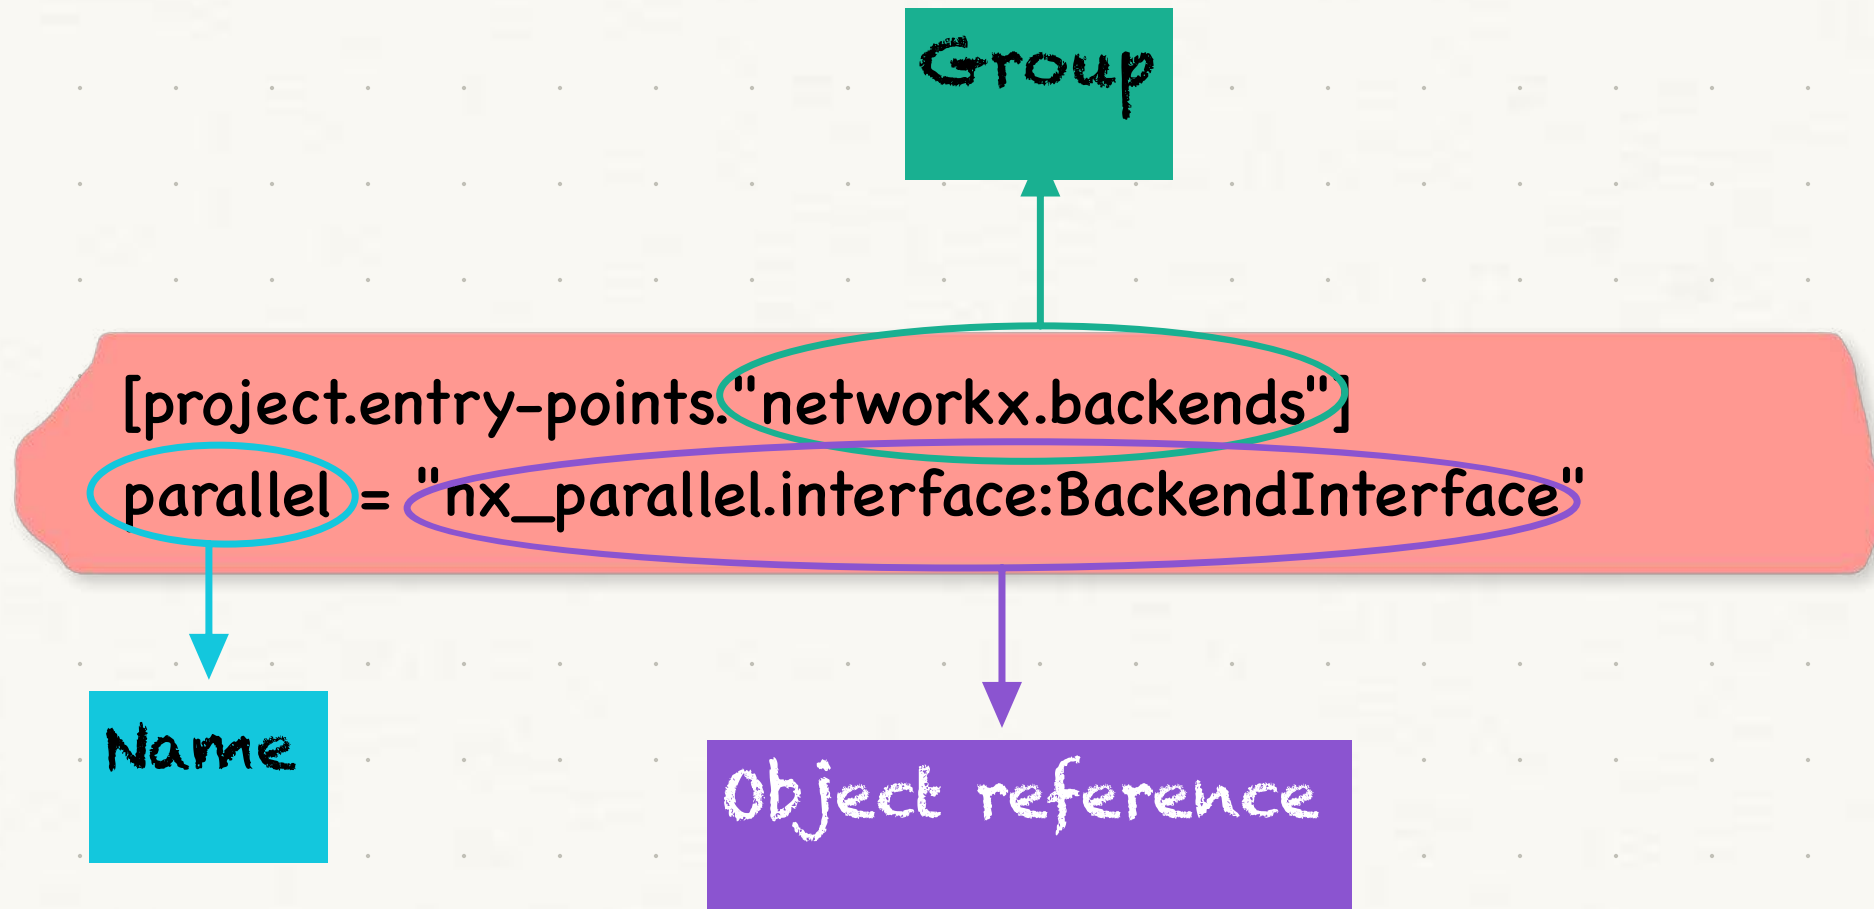 Group
[project.entry-points."networkx.backends"]
parallel = "nx_parallel.interface:BackendInterface"
Name
Object reference